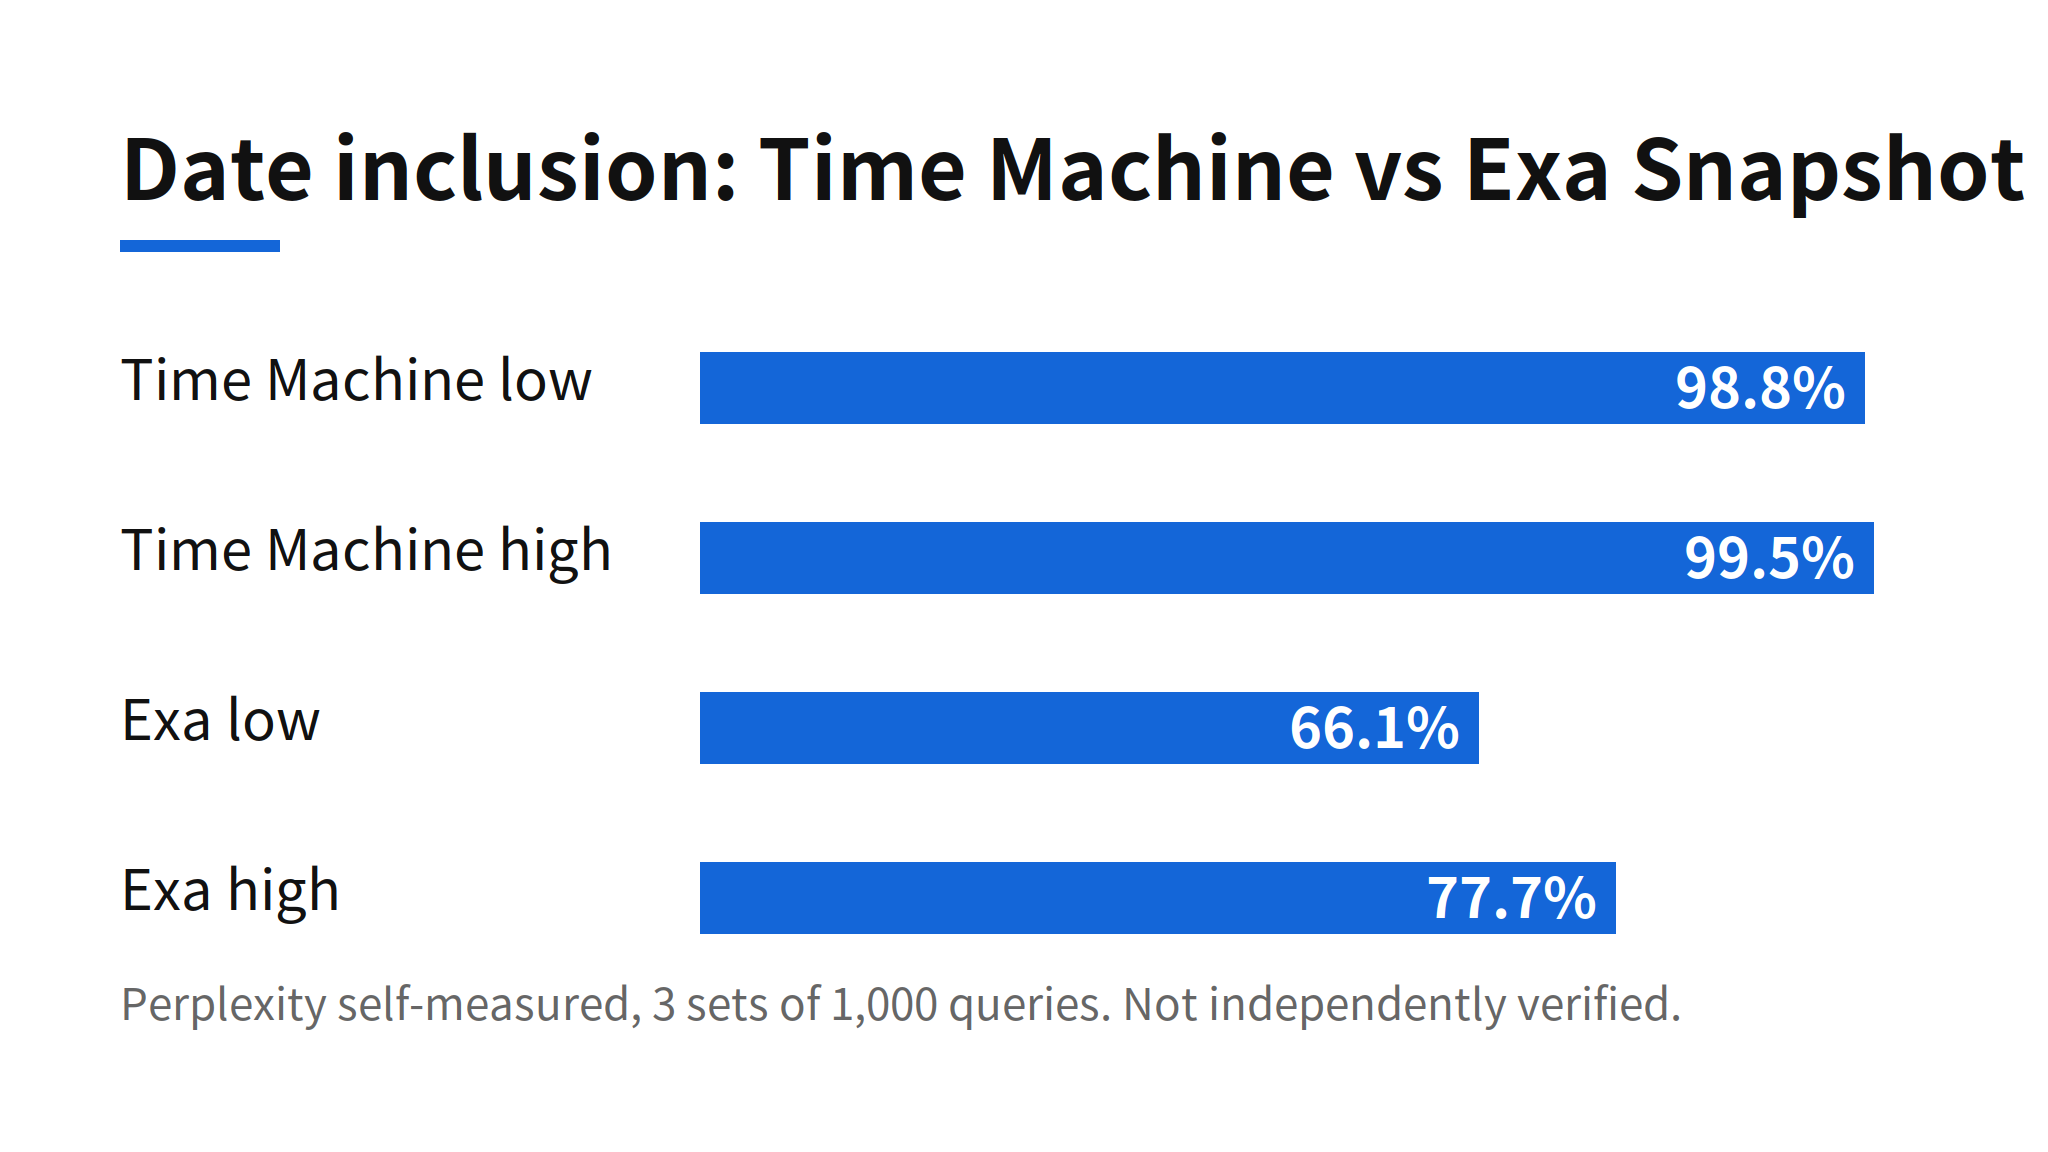 Date inclusion: Time Machine vs Exa Snapshot
Time Machine low 98.8%
Time Machine high 99.5%
Exa low 66.1%
Exa high 77.7%
Perplexity self-measured, 3 sets of 1,000 queries. Not independently verified.